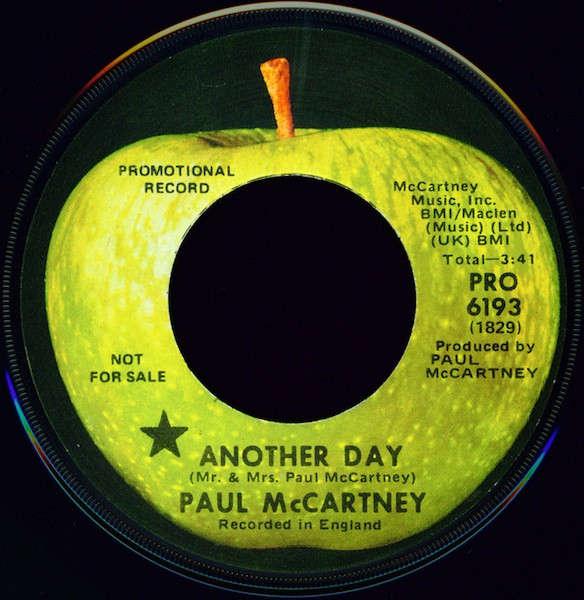 PROMOTIONAL
RECORD
McCartney
Music, Inc.
BMI/Maclen
(Music) (Ltd)
(UK) BMI
Total—3:41
PRO
6193
(1829)
Produced by
PAUL
McCARTNEY
NOT
FOR SALE
ANOTHER DAY
(Mr. & Mrs. Paul McCartney)
PAUL McCARTNEY
Recorded in England